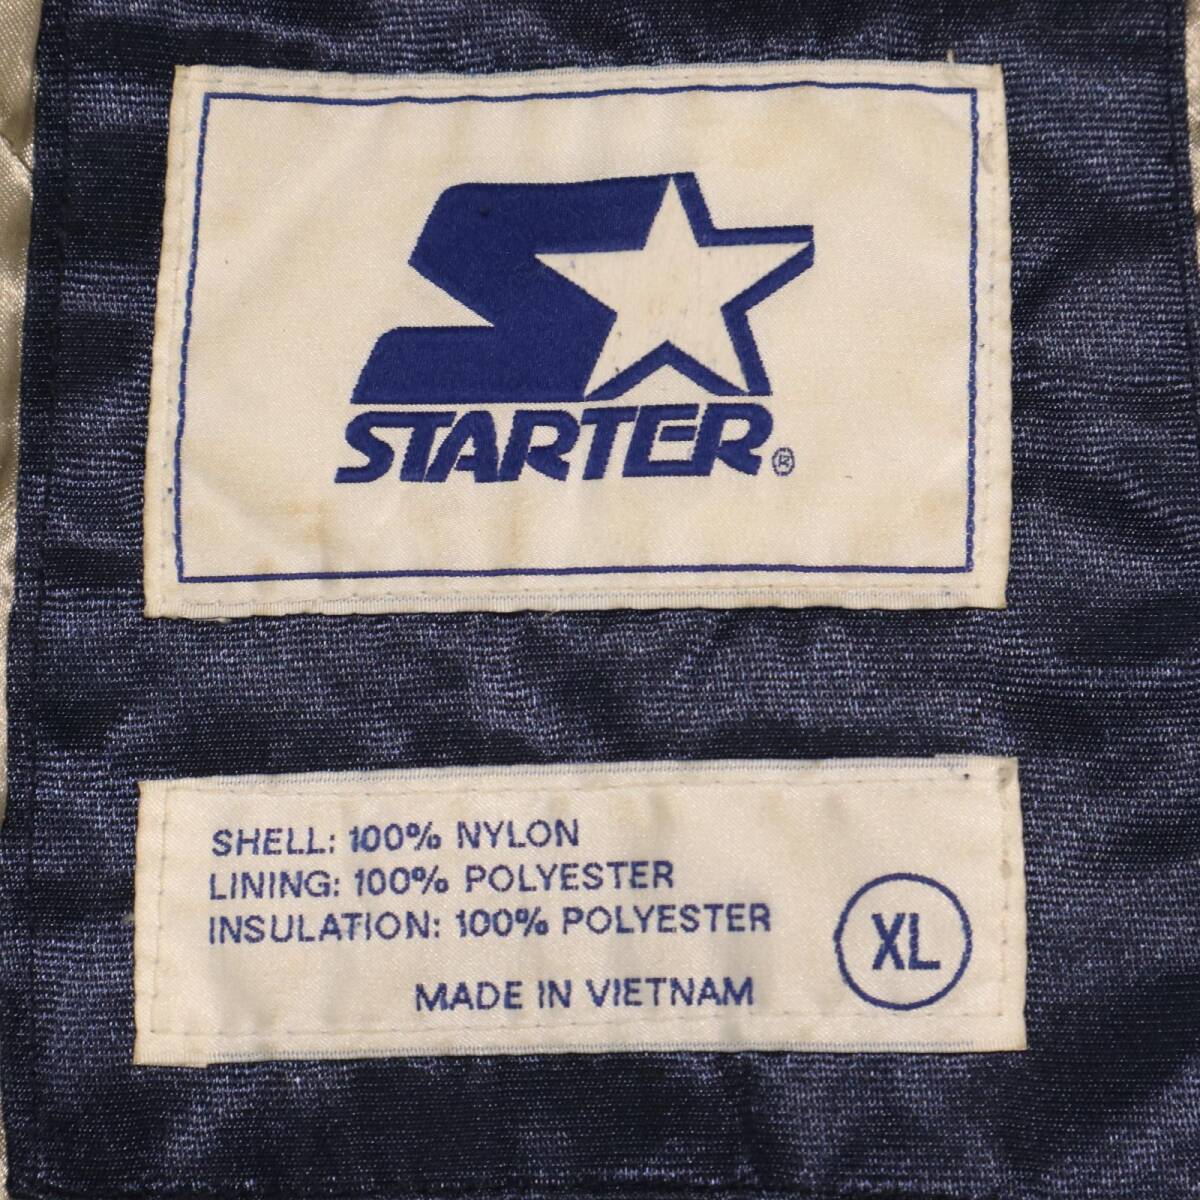 STARTER®
SHELL: 100% NYLON
LINING: 100% POLYESTER
INSULATION: 100% POLYESTER
XL
MADE IN VIETNAM